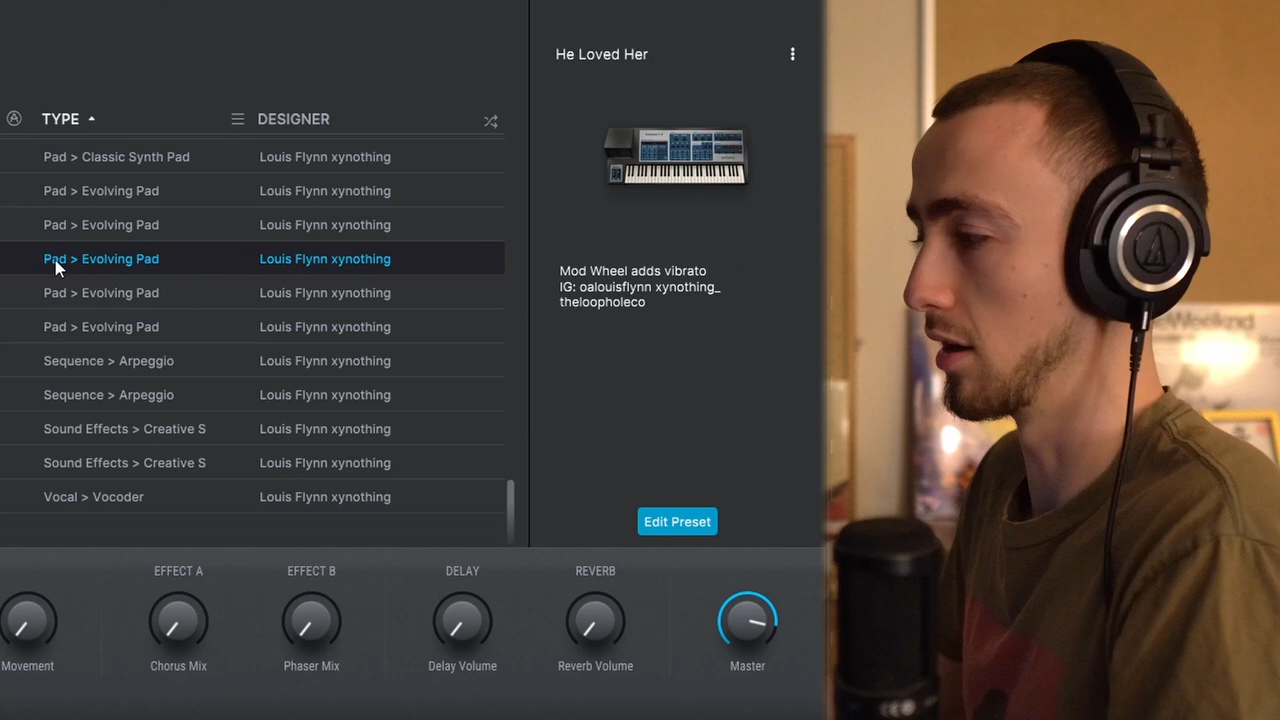 He Loved Her
TYPE DESIGNER
Pad > Classic Synth Pad Louis Flynn xynothing
Pad > Evolving Pad Louis Flynn xynothing
Pad > Evolving Pad Louis Flynn xynothing
Pad > Evolving Pad Louis Flynn xynothing
Pad > Evolving Pad Louis Flynn xynothing
Pad > Evolving Pad Louis Flynn xynothing
Sequence > Arpeggio Louis Flynn xynothing
Sequence > Arpeggio Louis Flynn xynothing
Sound Effects > Creative S Louis Flynn xynothing
Sound Effects > Creative S Louis Flynn xynothing
Vocal > Vocoder Louis Flynn xynothing
Mod Wheel adds vibrato
IG: oalouisflynn xynothing_
theloopholeco
Edit Preset
EFFECT A EFFECT B DELAY REVERB
Movement Chorus Mix Phaser Mix Delay Volume Reverb Volume Master